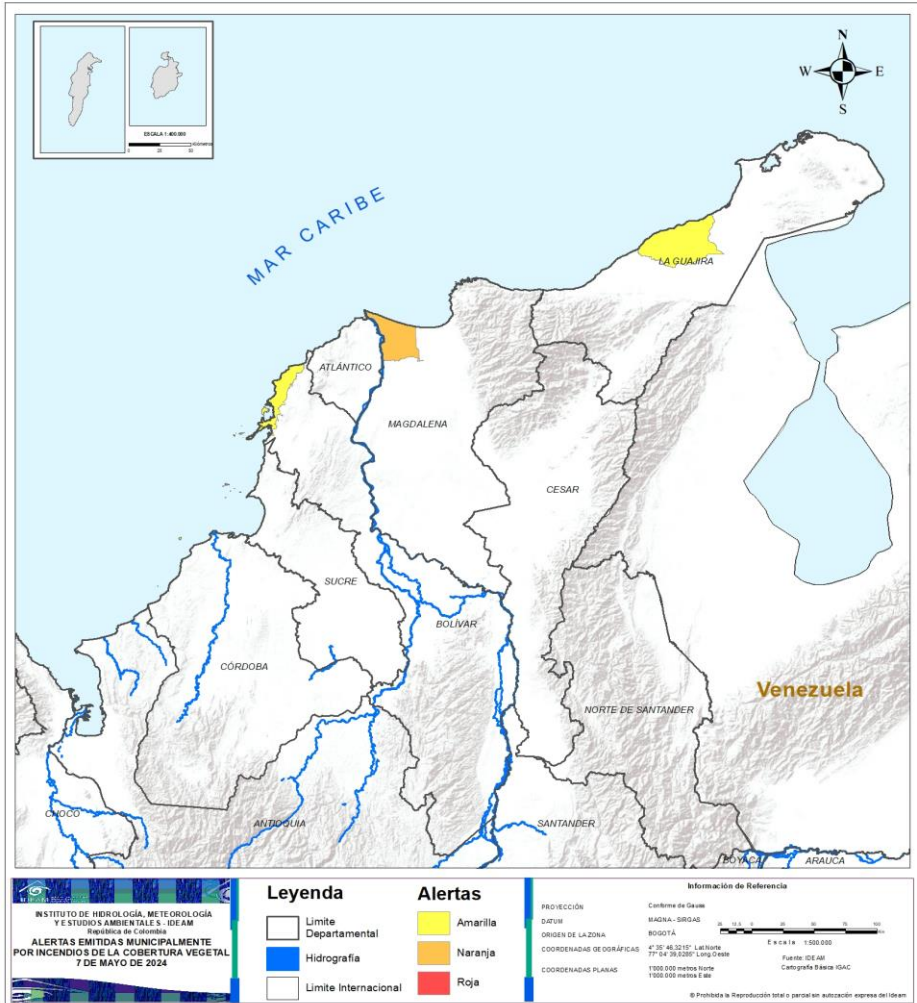 ESCALA 1:400.000
N
W
E
S
MAR CARIBE
LA GUAJIRA
ATLÁNTICO
MAGDALENA
CESAR
SUCRE
BOLÍVAR
CÓRDOBA
Venezuela
NORTE DE SANTANDER
CHOCO
ANTIOQUIA
SANTANDER
BOYACÁ
ARAUCA
IDEAM
INSTITUTO DE HIDROLOGÍA, METEOROLOGÍA
Y ESTUDIOS AMBIENTALES - IDEAM
República de Colombia
ALERTAS EMITIDAS MUNICIPALMENTE
POR INCENDIOS DE LA COBERTURA VEGETAL
7 DE MAYO DE 2024
Leyenda
Limite
Departamental
Hidrografía
Limite Internacional
Alertas
Amarilla
Naranja
Roja
Información de Referencia
PROYECCIÓN Conforme de Gauss
DATUM MAGNA - SIRGAS
ORIGEN DE LA ZONA BOGOTÁ
COORDENADAS GEOGRÁFICAS 4° 35' 46,3215" Lat.Norte
77° 04' 39,0285" Long.Oeste
COORDENADAS PLANAS 1'000.000 metros Norte
1'000.000 metros Este
Escala 1:500.000
Fuente: IDEAM
Cartografía Básica IGAC
© Prohibida la Reproducción total o parcial sin autorización expresa del Ideam